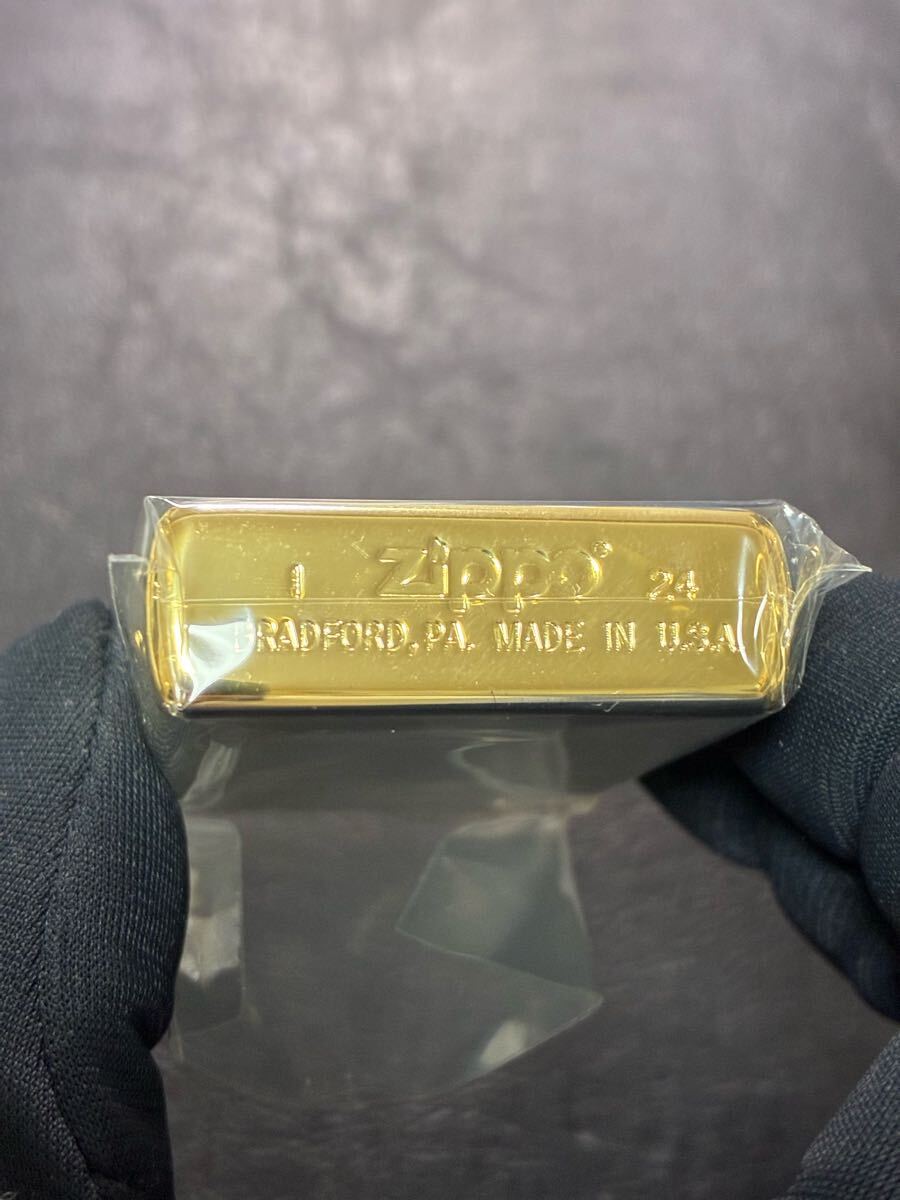 I Zippo® 24
BRADFORD, PA. MADE IN U.S.A.